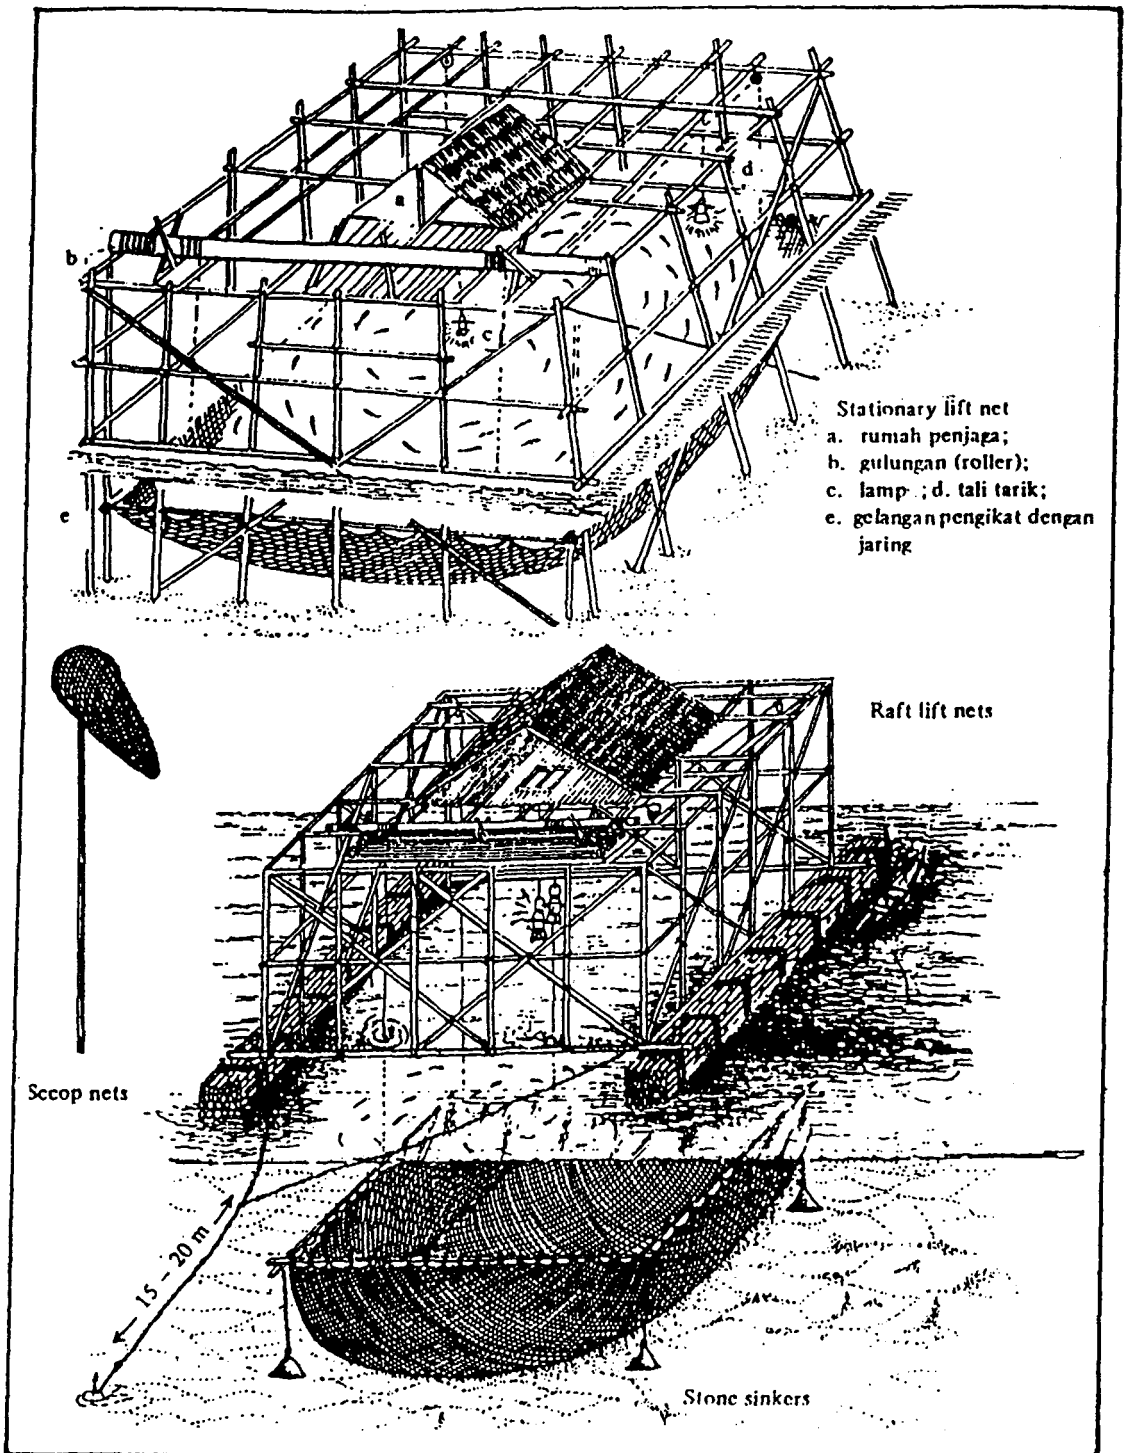 a
b
c
d
e
Stationary lift net
a. rumah penjaga;
b. gulungan (roller);
c. lamp ; d. tali tarik;
e. gelangan pengikat dengan
jaring
Raft lift nets
Scoop nets
15 – 20 m
Stone sinkers